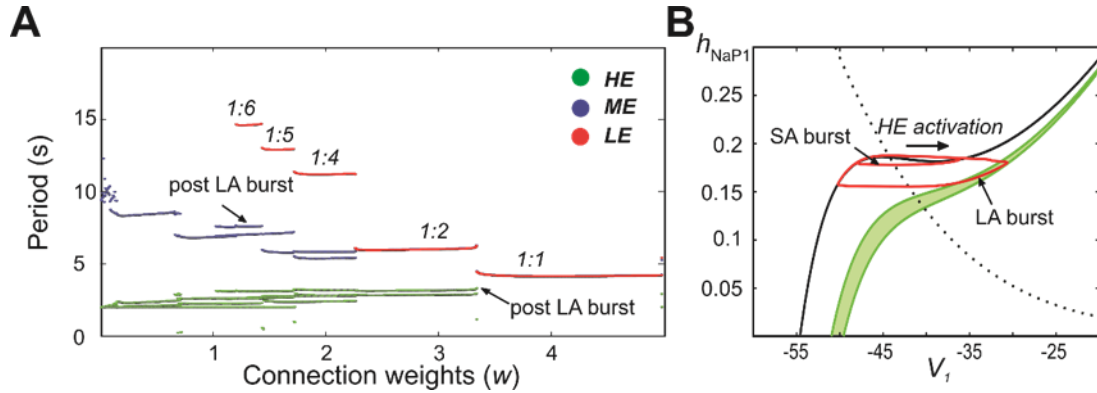 A
Period (s)
15
10
5
0
1:6
1:5
1:4
1:2
1:1
post LA burst
post LA burst
HE
ME
LE
1
2
3
4
Connection weights (w)
B
hNaP1
0.25
0.2
0.15
0.1
0.05
HE activation
SA burst
LA burst
-55
-45
-35
-25
V1